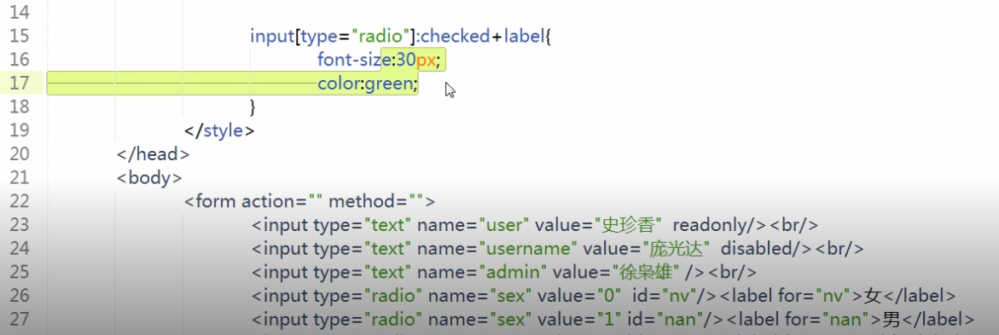 14
15 input[type="radio"]:checked+label{
16 font-size:30px;
17 color:green;
18 }
19 </style>
20 </head>
21 <body>
22 <form action="" method="">
23 <input type="text" name="user" value="史珍香" readonly/><br/>
24 <input type="text" name="username" value="庞光达" disabled/><br/>
25 <input type="text" name="admin" value="徐枭雄" /><br/>
26 <input type="radio" name="sex" value="0" id="nv"/><label for="nv">女</label>
27 <input type="radio" name="sex" value="1" id="nan"/><label for="nan">男</label>